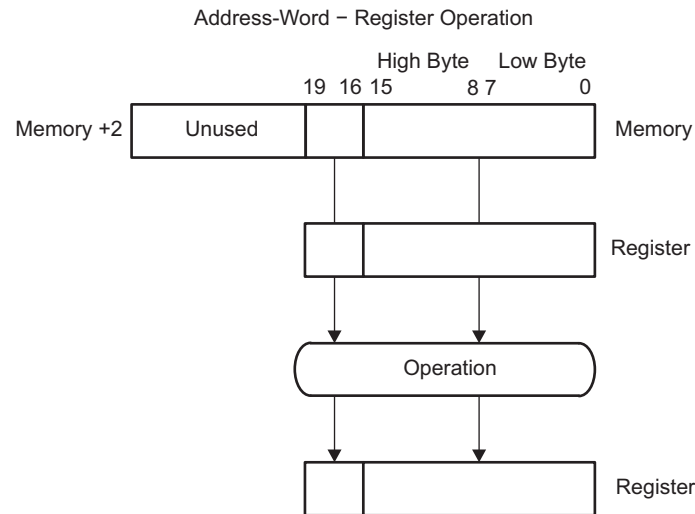 Address-Word − Register Operation
High Byte Low Byte
19 16 15 8 7 0
Memory +2 Unused Memory
Register
Operation
Register